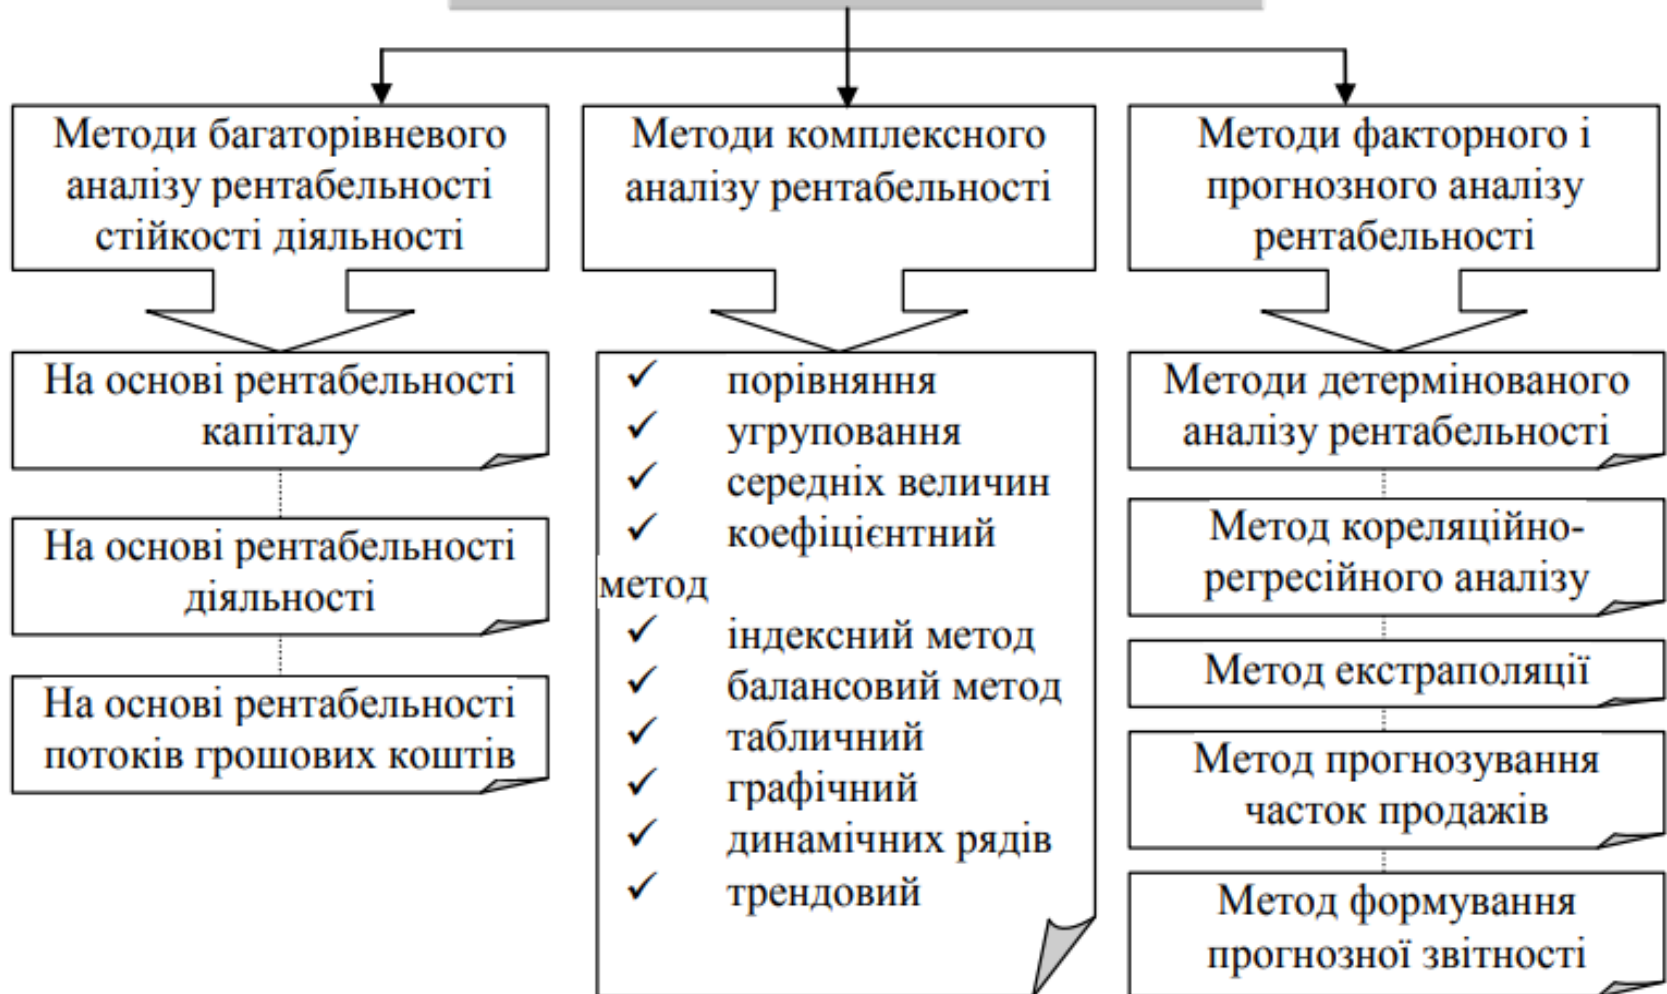 Методи багаторівневого
аналізу рентабельності
стійкості діяльності
На основі рентабельності
капіталу
На основі рентабельності
діяльності
На основі рентабельності
потоків грошових коштів
Методи комплексного
аналізу рентабельності
✓ порівняння
✓ угруповання
✓ середніх величин
✓ коефіцієнтний
метод
✓ індексний метод
✓ балансовий метод
✓ табличний
✓ графічний
✓ динамічних рядів
✓ трендовий
Методи факторного і
прогнозного аналізу
рентабельності
Методи детермінованого
аналізу рентабельності
Метод кореляційно-
регресійного аналізу
Метод екстраполяції
Метод прогнозування
часток продажів
Метод формування
прогнозної звітності